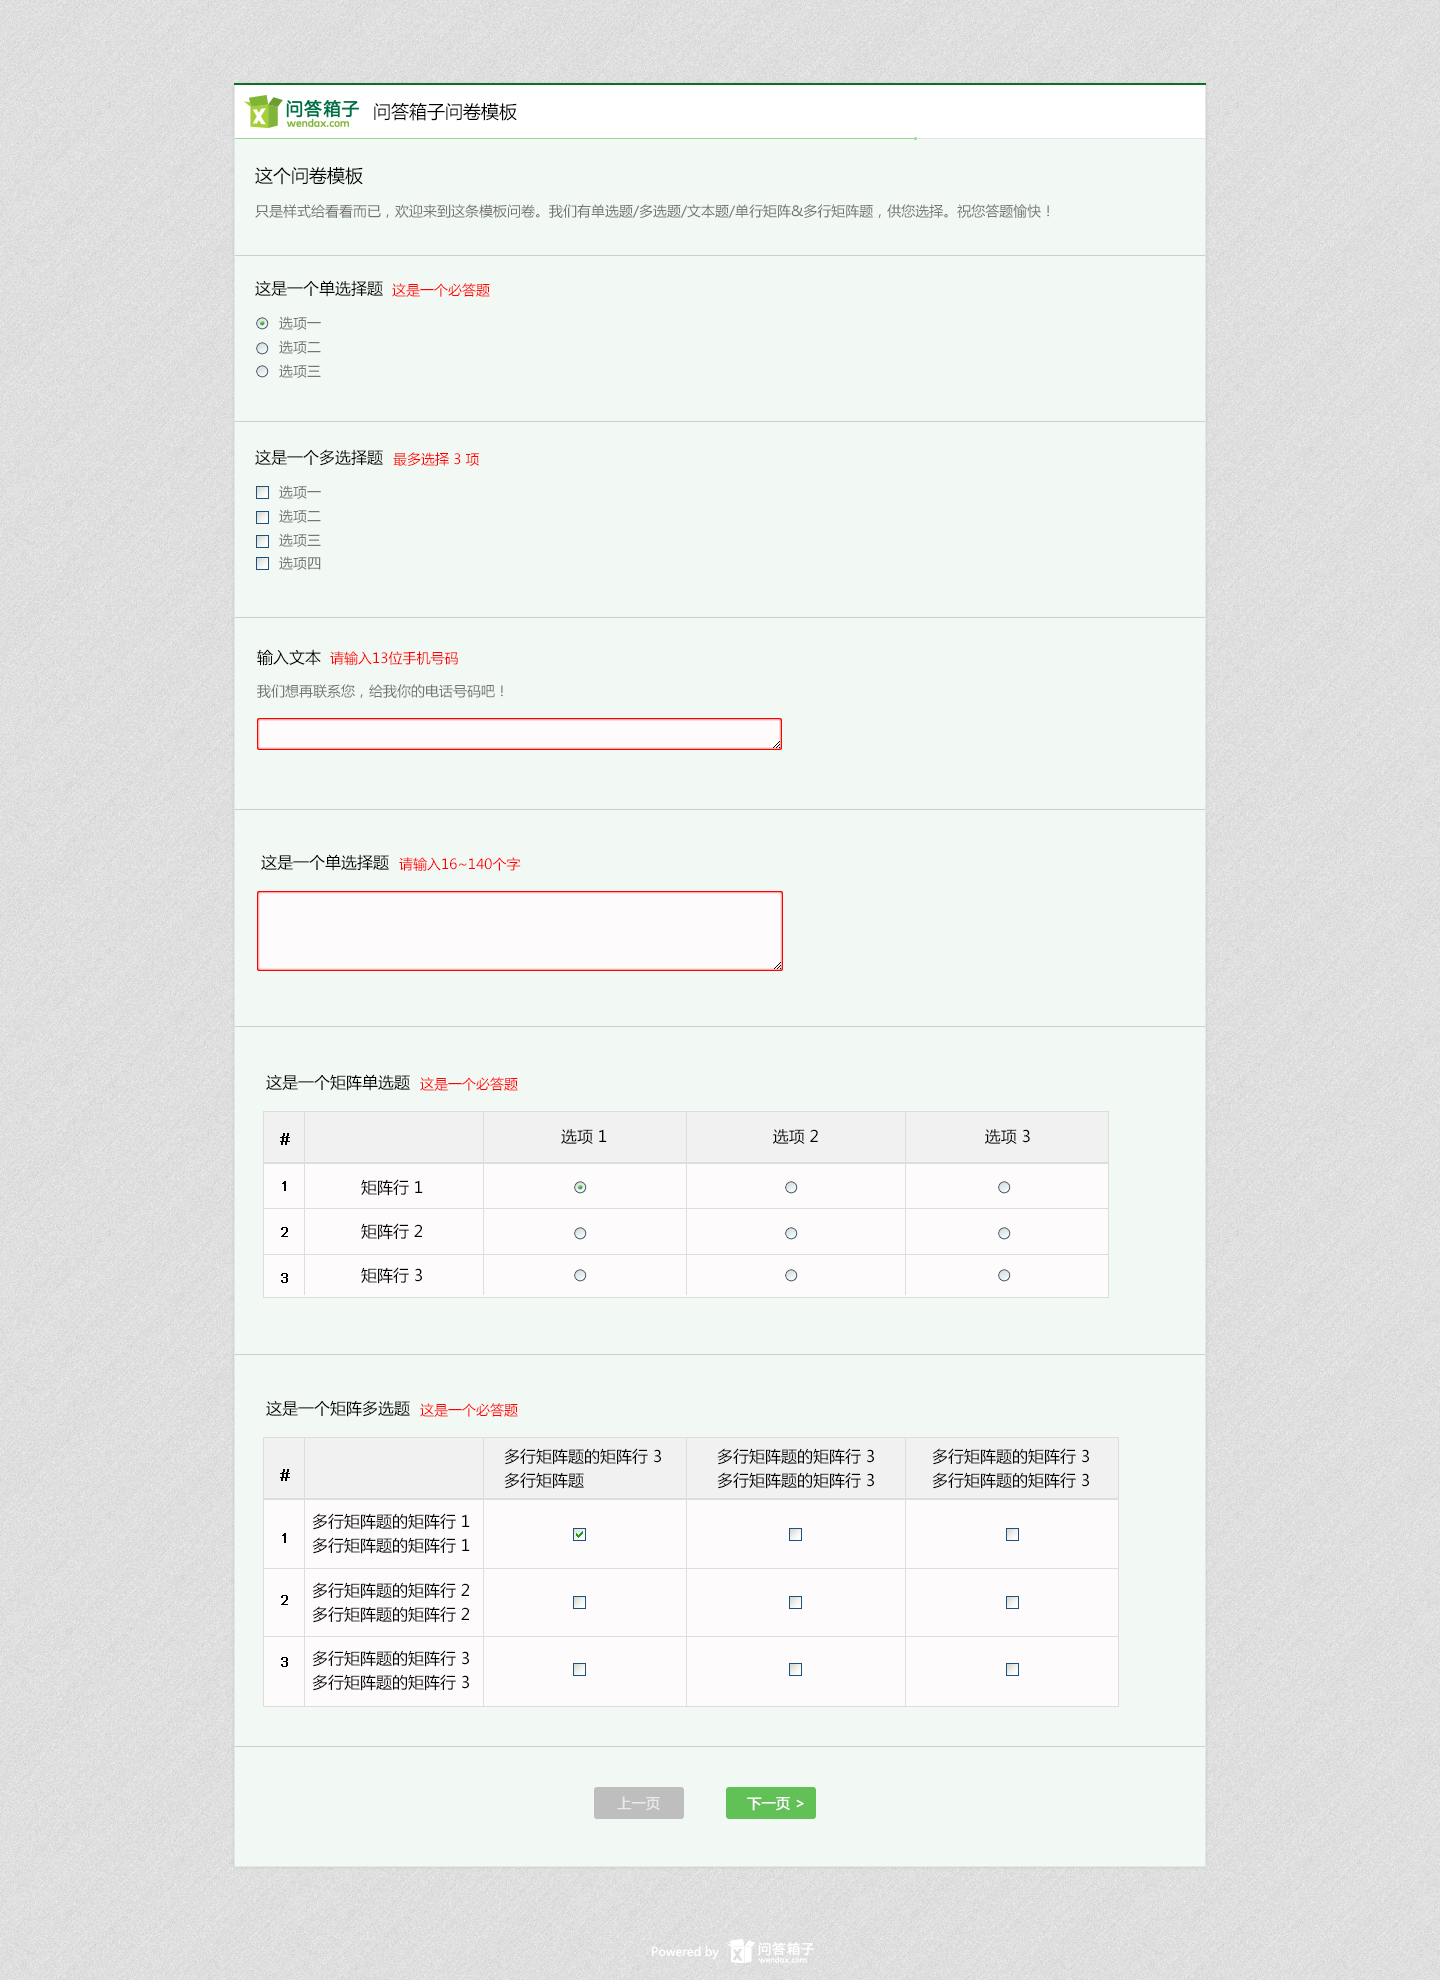 问答箱子
wendax.com
问答箱子问卷模板
这个问卷模板
只是样式给看看而已，欢迎来到这条模板问卷。我们有单选题/多选题/文本题/单行矩阵&多行矩阵题，供您选择。祝您答题愉快！
这是一个单选择题 这是一个必答题
选项一
选项二
选项三
这是一个多选择题 最多选择 3 项
选项一
选项二
选项三
选项四
输入文本 请输入13位手机号码
我们想再联系您，给我你的电话号码吧！
这是一个单选择题 请输入16~140个字
这是一个矩阵单选题 这是一个必答题
# 选项 1 选项 2 选项 3
1 矩阵行 1
2 矩阵行 2
3 矩阵行 3
这是一个矩阵多选题 这是一个必答题
多行矩阵题的矩阵行 3 多行矩阵题的矩阵行 3 多行矩阵题的矩阵行 3
# 多行矩阵题 多行矩阵题的矩阵行 3 多行矩阵题的矩阵行 3
多行矩阵题的矩阵行 1
1 多行矩阵题的矩阵行 1
多行矩阵题的矩阵行 2
2 多行矩阵题的矩阵行 2
多行矩阵题的矩阵行 3
3 多行矩阵题的矩阵行 3
上一页 下一页 >
Powered by 问答箱子
wendax.com